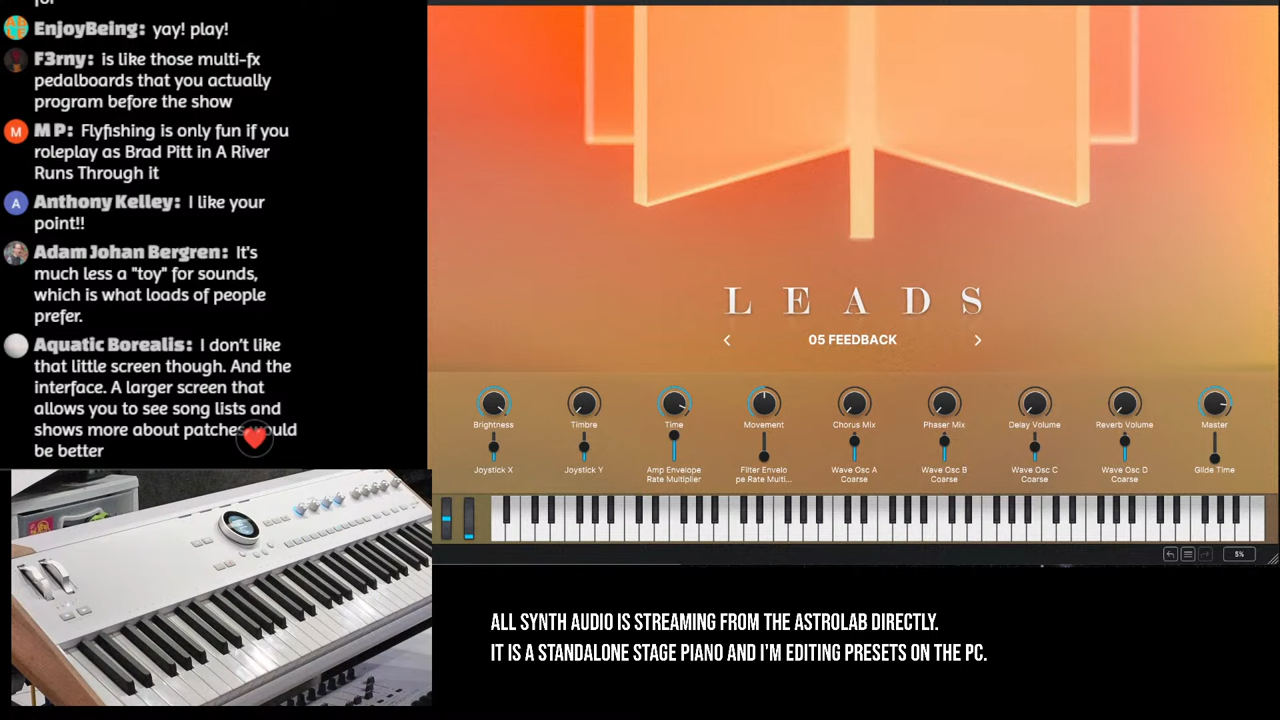 for
EnjoyBeing: yay! play!
F3rny: is like those multi-fx
pedalboards that you actually
program before the show
M
M P: Flyfishing is only fun if you
roleplay as Brad Pitt in A River
Runs Through it
A
Anthony Kelley: I like your
point!!
Adam Johan Bergren: It's
much less a "toy" for sounds,
which is what loads of people
prefer.
Aquatic Borealis: I don't like
that little screen though. And the
interface. A larger screen that
allows you to see song lists and
shows more about patches would
be better
LEADS
05 FEEDBACK
Brightness Timbre Time Movement Chorus Mix Phaser Mix Delay Volume Reverb Volume Master
Joystick X Joystick Y Amp Envelope Filter Envelo Wave Osc A Wave Osc B Wave Osc C Wave Osc D Glide Time
Rate Multiplier pe Rate Multi... Coarse Coarse Coarse Coarse
5%
ALL SYNTH AUDIO IS STREAMING FROM THE ASTROLAB DIRECTLY.
IT IS A STANDALONE STAGE PIANO AND I'M EDITING PRESETS ON THE PC.